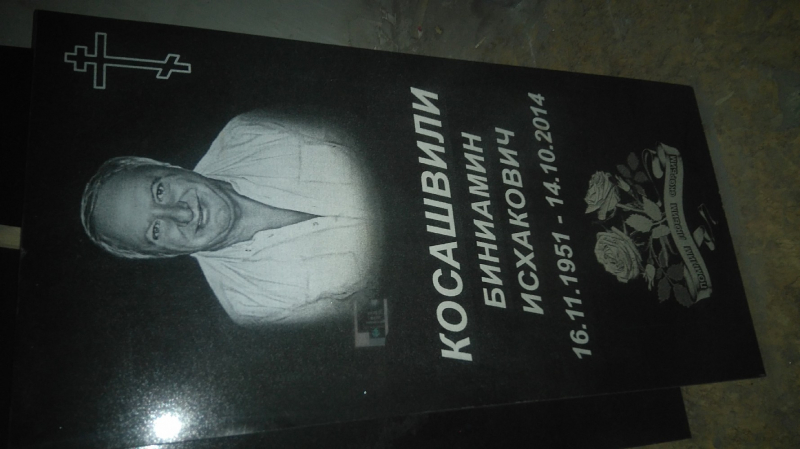 КОСАШВИЛИ
БИНИАМИН
ИСХАКОВИЧ
16.11.1951 - 14.10.2014